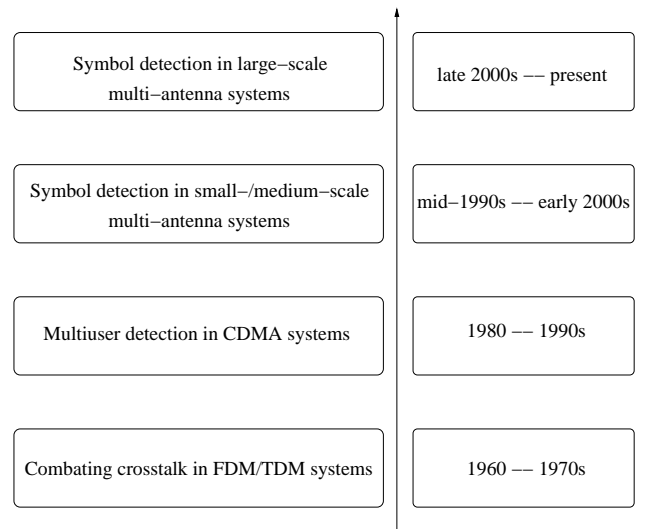 Symbol detection in large−scale
multi−antenna systems
late 2000s −− present
Symbol detection in small−/medium−scale
multi−antenna systems
mid−1990s −− early 2000s
Multiuser detection in CDMA systems
1980 −− 1990s
Combating crosstalk in FDM/TDM systems
1960 −− 1970s